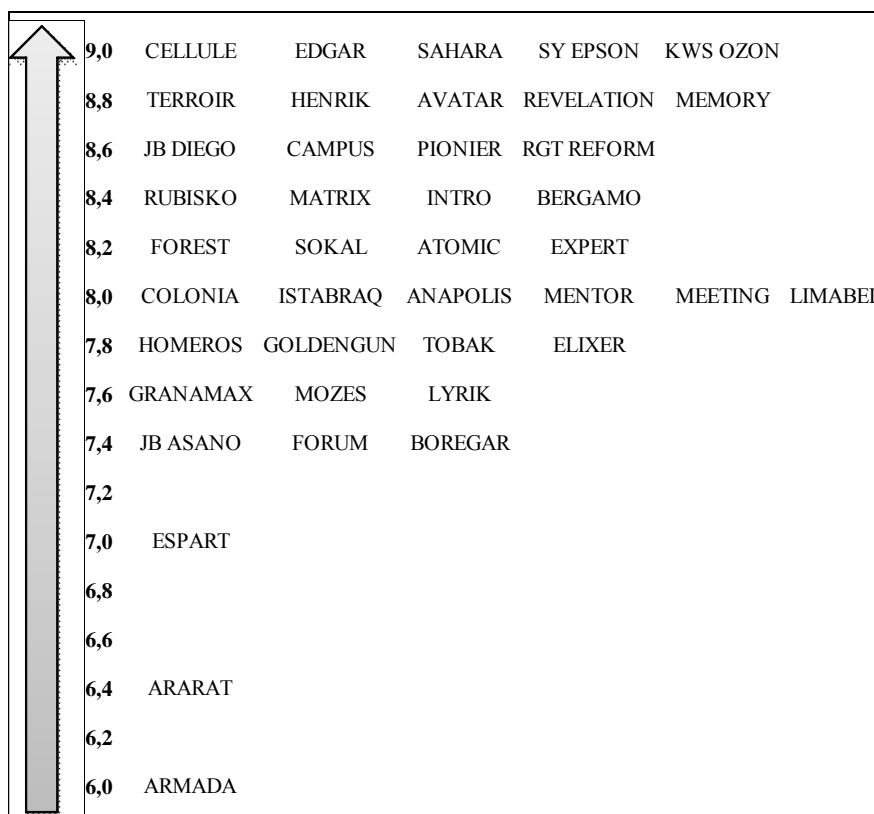 9,0 CELLULE EDGAR SAHARA SY EPSON KWS OZON
8,8 TERROIR HENRIK AVATAR REVELATION MEMORY
8,6 JB DIEGO CAMPUS PIONIER RGT REFORM
8,4 RUBISKO MATRIX INTRO BERGAMO
8,2 FOREST SOKAL ATOMIC EXPERT
8,0 COLONIA ISTABRAQ ANAPOLIS MENTOR MEETING LIMABEL
7,8 HOMEROS GOLDENGUN TOBAK ELIXER
7,6 GRANAMAX MOZES LYRIK
7,4 JB ASANO FORUM BOREGAR
7,2
7,0 ESPART
6,8
6,6
6,4 ARARAT
6,2
6,0 ARMADA